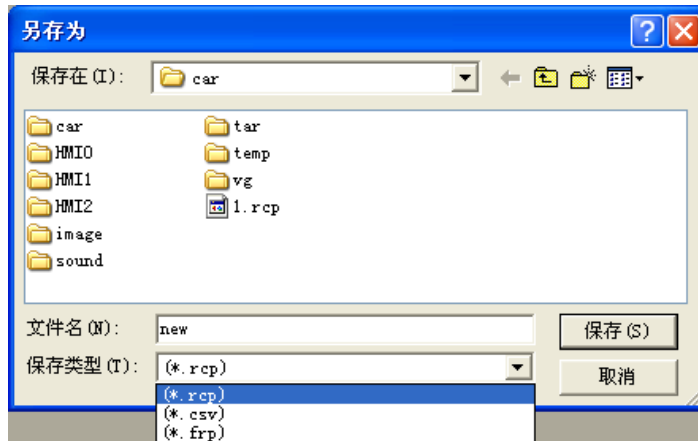 另存为
保存在(I):
car
car
HMI0
HMI1
HMI2
image
sound
tar
temp
vg
1.rcp
文件名(N):
new
保存(S)
保存类型(T):
(*.rcp)
取消
(*.rcp)
(*.csv)
(*.frp)